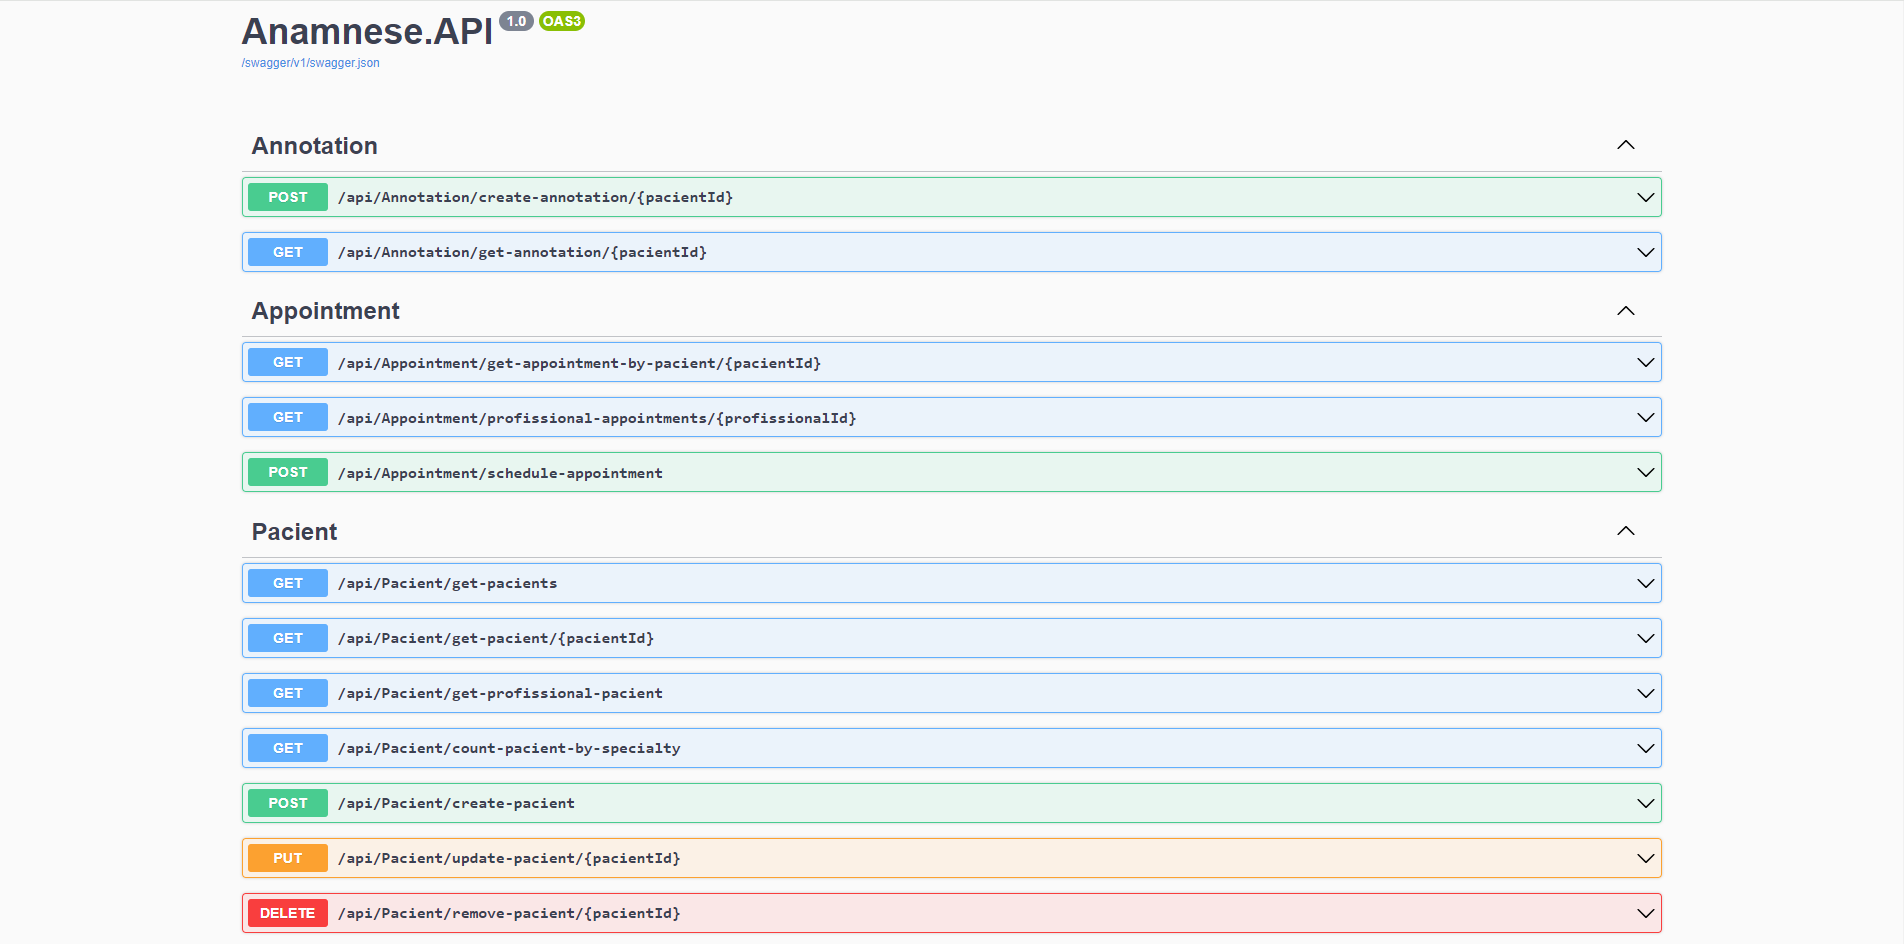 Anamnese.API 1.0 OAS3
/swagger/v1/swagger.json
Annotation
POST /api/Annotation/create-annotation/{pacientId}
GET /api/Annotation/get-annotation/{pacientId}
Appointment
GET /api/Appointment/get-appointment-by-pacient/{pacientId}
GET /api/Appointment/profissional-appointments/{profissionalId}
POST /api/Appointment/schedule-appointment
Pacient
GET /api/Pacient/get-pacients
GET /api/Pacient/get-pacient/{pacientId}
GET /api/Pacient/get-profissional-pacient
GET /api/Pacient/count-pacient-by-specialty
POST /api/Pacient/create-pacient
PUT /api/Pacient/update-pacient/{pacientId}
DELETE /api/Pacient/remove-pacient/{pacientId}